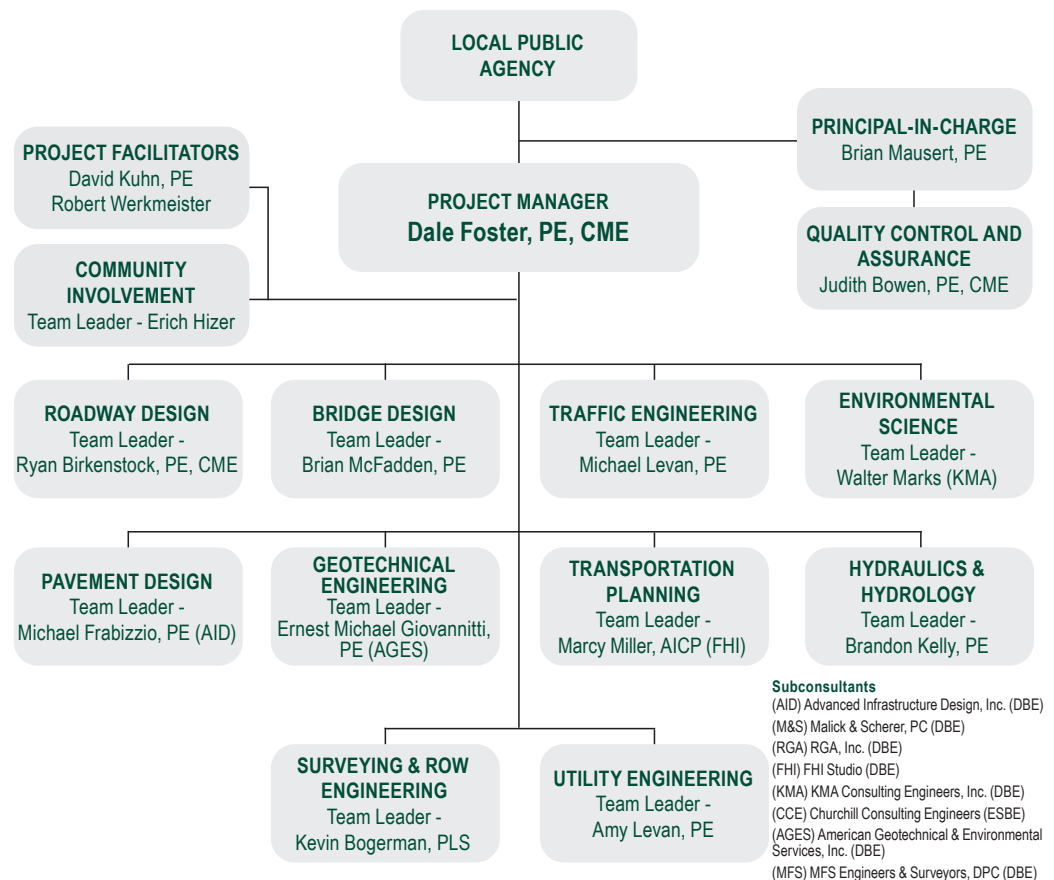 LOCAL PUBLIC
AGENCY
PRINCIPAL-IN-CHARGE
Brian Mausert, PE
PROJECT FACILITATORS
David Kuhn, PE
Robert Werkmeister
PROJECT MANAGER
Dale Foster, PE, CME
QUALITY CONTROL AND
ASSURANCE
Judith Bowen, PE, CME
COMMUNITY
INVOLVEMENT
Team Leader - Erich Hizer
ROADWAY DESIGN
Team Leader -
Ryan Birkenstock, PE, CME
BRIDGE DESIGN
Team Leader -
Brian McFadden, PE
TRAFFIC ENGINEERING
Team Leader -
Michael Levan, PE
ENVIRONMENTAL
SCIENCE
Team Leader -
Walter Marks (KMA)
PAVEMENT DESIGN
Team Leader -
Michael Frabizzio, PE (AID)
GEOTECHNICAL
ENGINEERING
Team Leader -
Ernest Michael Giovannitti,
PE (AGES)
TRANSPORTATION
PLANNING
Team Leader -
Marcy Miller, AICP (FHI)
HYDRAULICS &
HYDROLOGY
Team Leader -
Brandon Kelly, PE
SURVEYING & ROW
ENGINEERING
Team Leader -
Kevin Bogerman, PLS
UTILITY ENGINEERING
Team Leader -
Amy Levan, PE
Subconsultants
(AID) Advanced Infrastructure Design, Inc. (DBE)
(M&S) Malick & Scherer, PC (DBE)
(RGA) RGA, Inc. (DBE)
(FHI) FHI Studio (DBE)
(KMA) KMA Consulting Engineers, Inc. (DBE)
(CCE) Churchill Consulting Engineers (ESBE)
(AGES) American Geotechnical & Environmental
Services, Inc. (DBE)
(MFS) MFS Engineers & Surveyors, DPC (DBE)